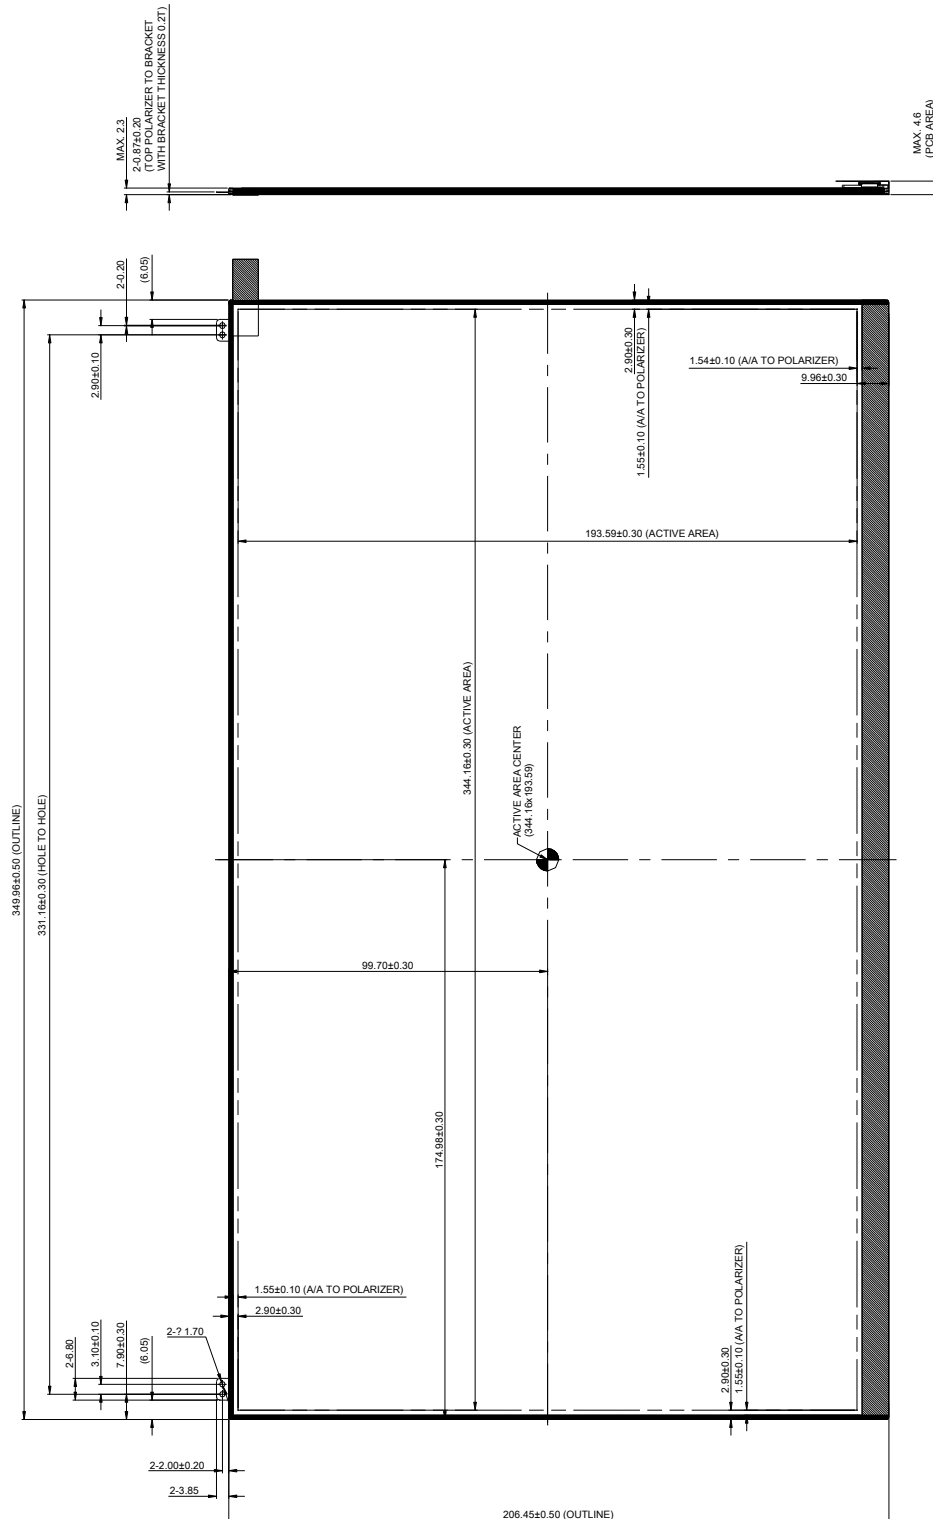 MAX. 2.3
2-0.87±0.20
(TOP POLARIZER TO BRACKET
WITH BRACKET THICKNESS 0.2T)
MAX. 4.6
(PCB AREA)
2-0.20
(6.05)
2.90±0.10
2.90±0.30
1.55±0.10 (A/A TO POLARIZER)
1.54±0.10 (A/A TO POLARIZER)
9.96±0.30
193.59±0.30 (ACTIVE AREA)
344.16±0.30 (ACTIVE AREA)
ACTIVE AREA CENTER
(344.16x193.59)
349.96±0.50 (OUTLINE)
331.16±0.30 (HOLE TO HOLE)
99.70±0.30
174.98±0.30
1.55±0.10 (A/A TO POLARIZER)
2.90±0.30
2-? 1.70
2-6.80
3.10±0.10
7.90±0.30
(6.05)
2.90±0.30
1.55±0.10 (A/A TO POLARIZER)
2-2.00±0.20
2-3.85
206.45±0.50 (OUTLINE)